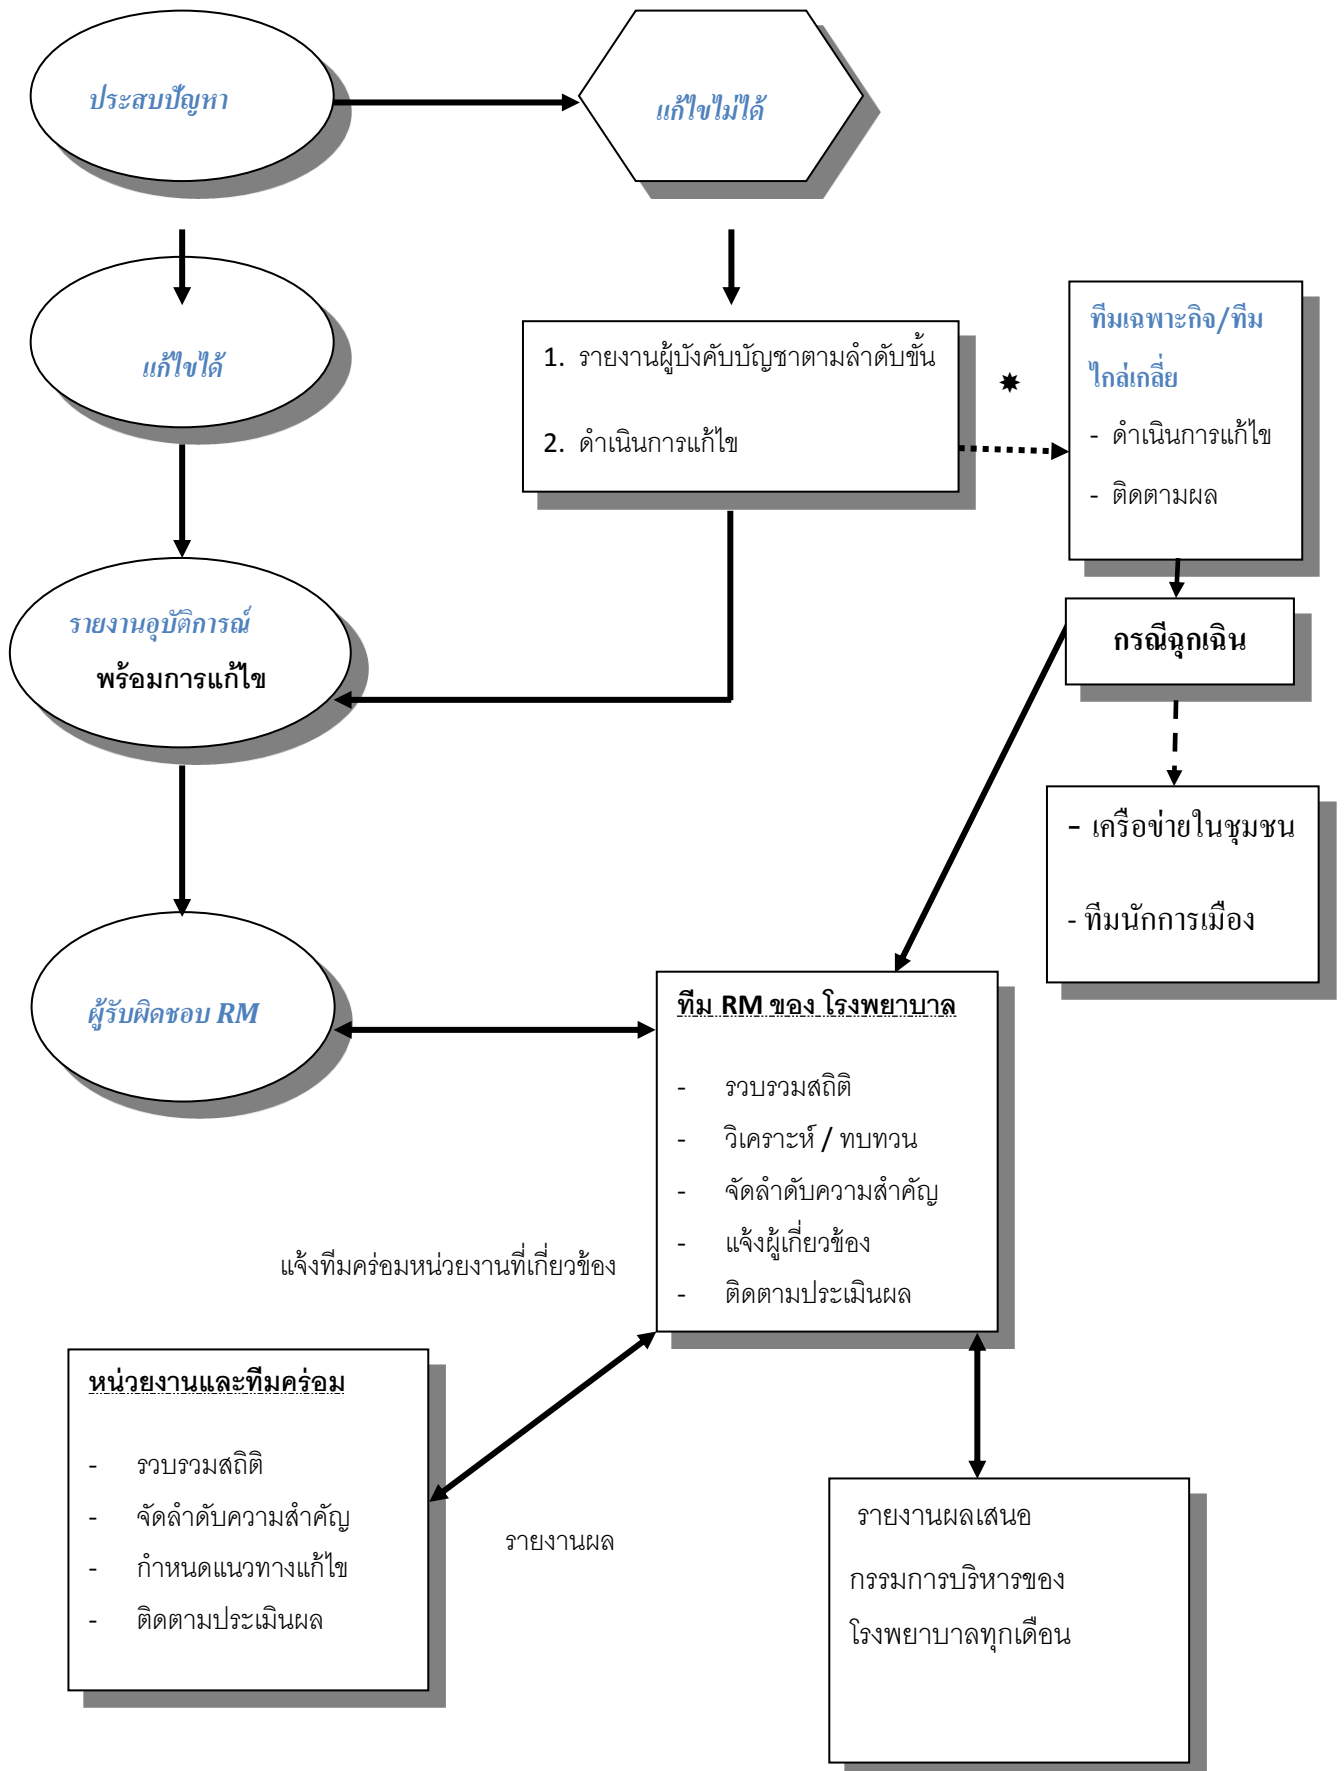 ประสบปัญหา
แก้ไขไม่ได้
แก้ไขได้
1. รายงานผู้บังคับบัญชาตามลำดับขั้น
2. ดำเนินการแก้ไข
ทีมเฉพาะกิจ/ทีม
ไกล่เกลี่ย
- ดำเนินการแก้ไข
- ติดตามผล
รายงานอุบัติการณ์
พร้อมการแก้ไข
กรณีฉุกเฉิน
- เครือข่ายในชุมชน
- ทีมนักการเมือง
ผู้รับผิดชอบ RM
ทีม RM ของ โรงพยาบาล
- รวบรวมสถิติ
- วิเคราะห์ / ทบทวน
- จัดลำดับความสำคัญ
- แจ้งผู้เกี่ยวข้อง
- ติดตามประเมินผล
แจ้งทีมคร่อมหน่วยงานที่เกี่ยวข้อง
หน่วยงานและทีมคร่อม
- รวบรวมสถิติ
- จัดลำดับความสำคัญ
- กำหนดแนวทางแก้ไข
- ติดตามประเมินผล
รายงานผล
รายงานผลเสนอ
กรรมการบริหารของ
โรงพยาบาลทุกเดือน